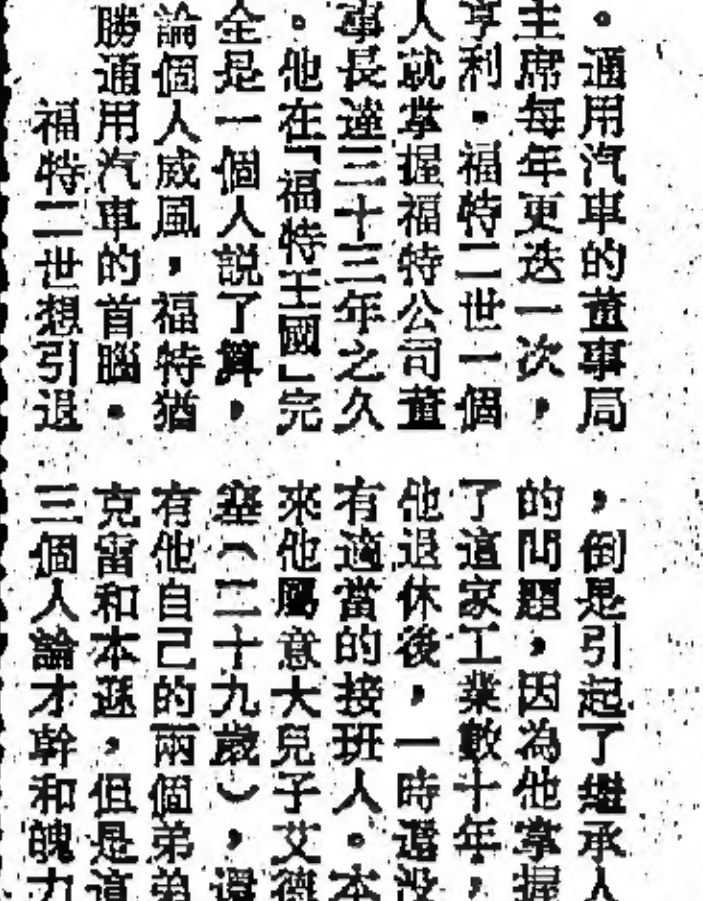 。通用汽車的董事局
主席每年更迭一次，
亨利·福特二世一個
人就掌握福特公司董
事長達三十三年之久
。他在「福特王國」完
全是一個人說了算，
論個人威風，福特猶
勝通用汽車的首腦。
福特二世想引退
，倒是引起了繼承人
的問題，因為他掌握
了這家工業數十年，
他退休後，一時還没
有適當的接班人。本
來他屬意大兒子艾德
塞（二十九歲），還
有他自己的兩個弟弟
克雷和本遜，但是這
三個人論才幹和魄力